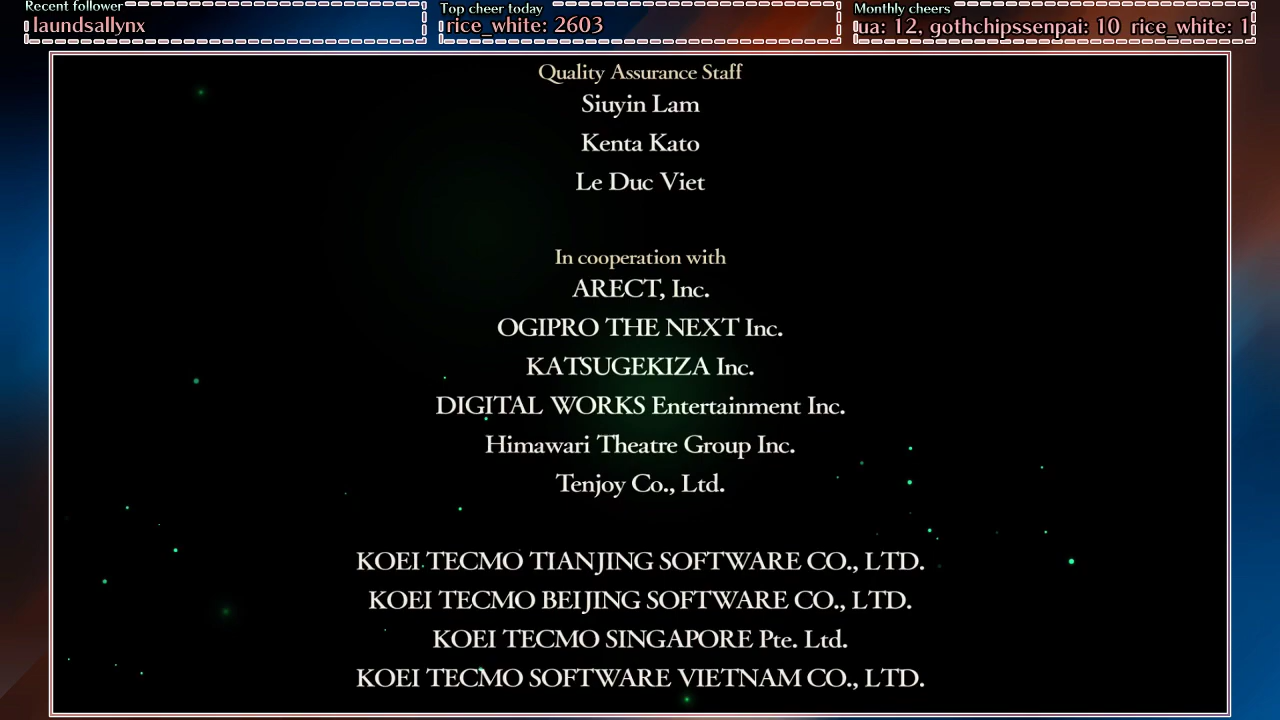 Recent follower
laundsallynx
Top cheer today
rice_white: 2603
Monthly cheers
ua: 12, gothchipssenpai: 10 rice_white: 1
Quality Assurance Staff
Siuyin Lam
Kenta Kato
Le Duc Viet
In cooperation with
ARECT, Inc.
OGIPRO THE NEXT Inc.
KATSUGEKIZA Inc.
DIGITAL WORKS Entertainment Inc.
Himawari Theatre Group Inc.
Tenjoy Co., Ltd.
KOEI TECMO TIANJING SOFTWARE CO., LTD.
KOEI TECMO BEIJING SOFTWARE CO., LTD.
KOEI TECMO SINGAPORE Pte. Ltd.
KOEI TECMO SOFTWARE VIETNAM CO., LTD.